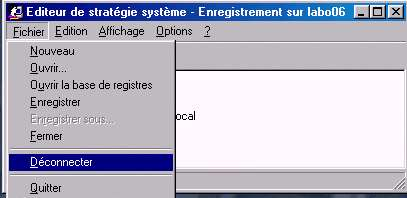 Editeur de stratégie système - Enregistrement sur labo06
Fichier Edition Affichage Options ?
Nouveau
Ouvrir...
Ouvrir la base de registres
Enregistrer
Enregistrer sous...
ocal
Fermer
Déconnecter
Quitter